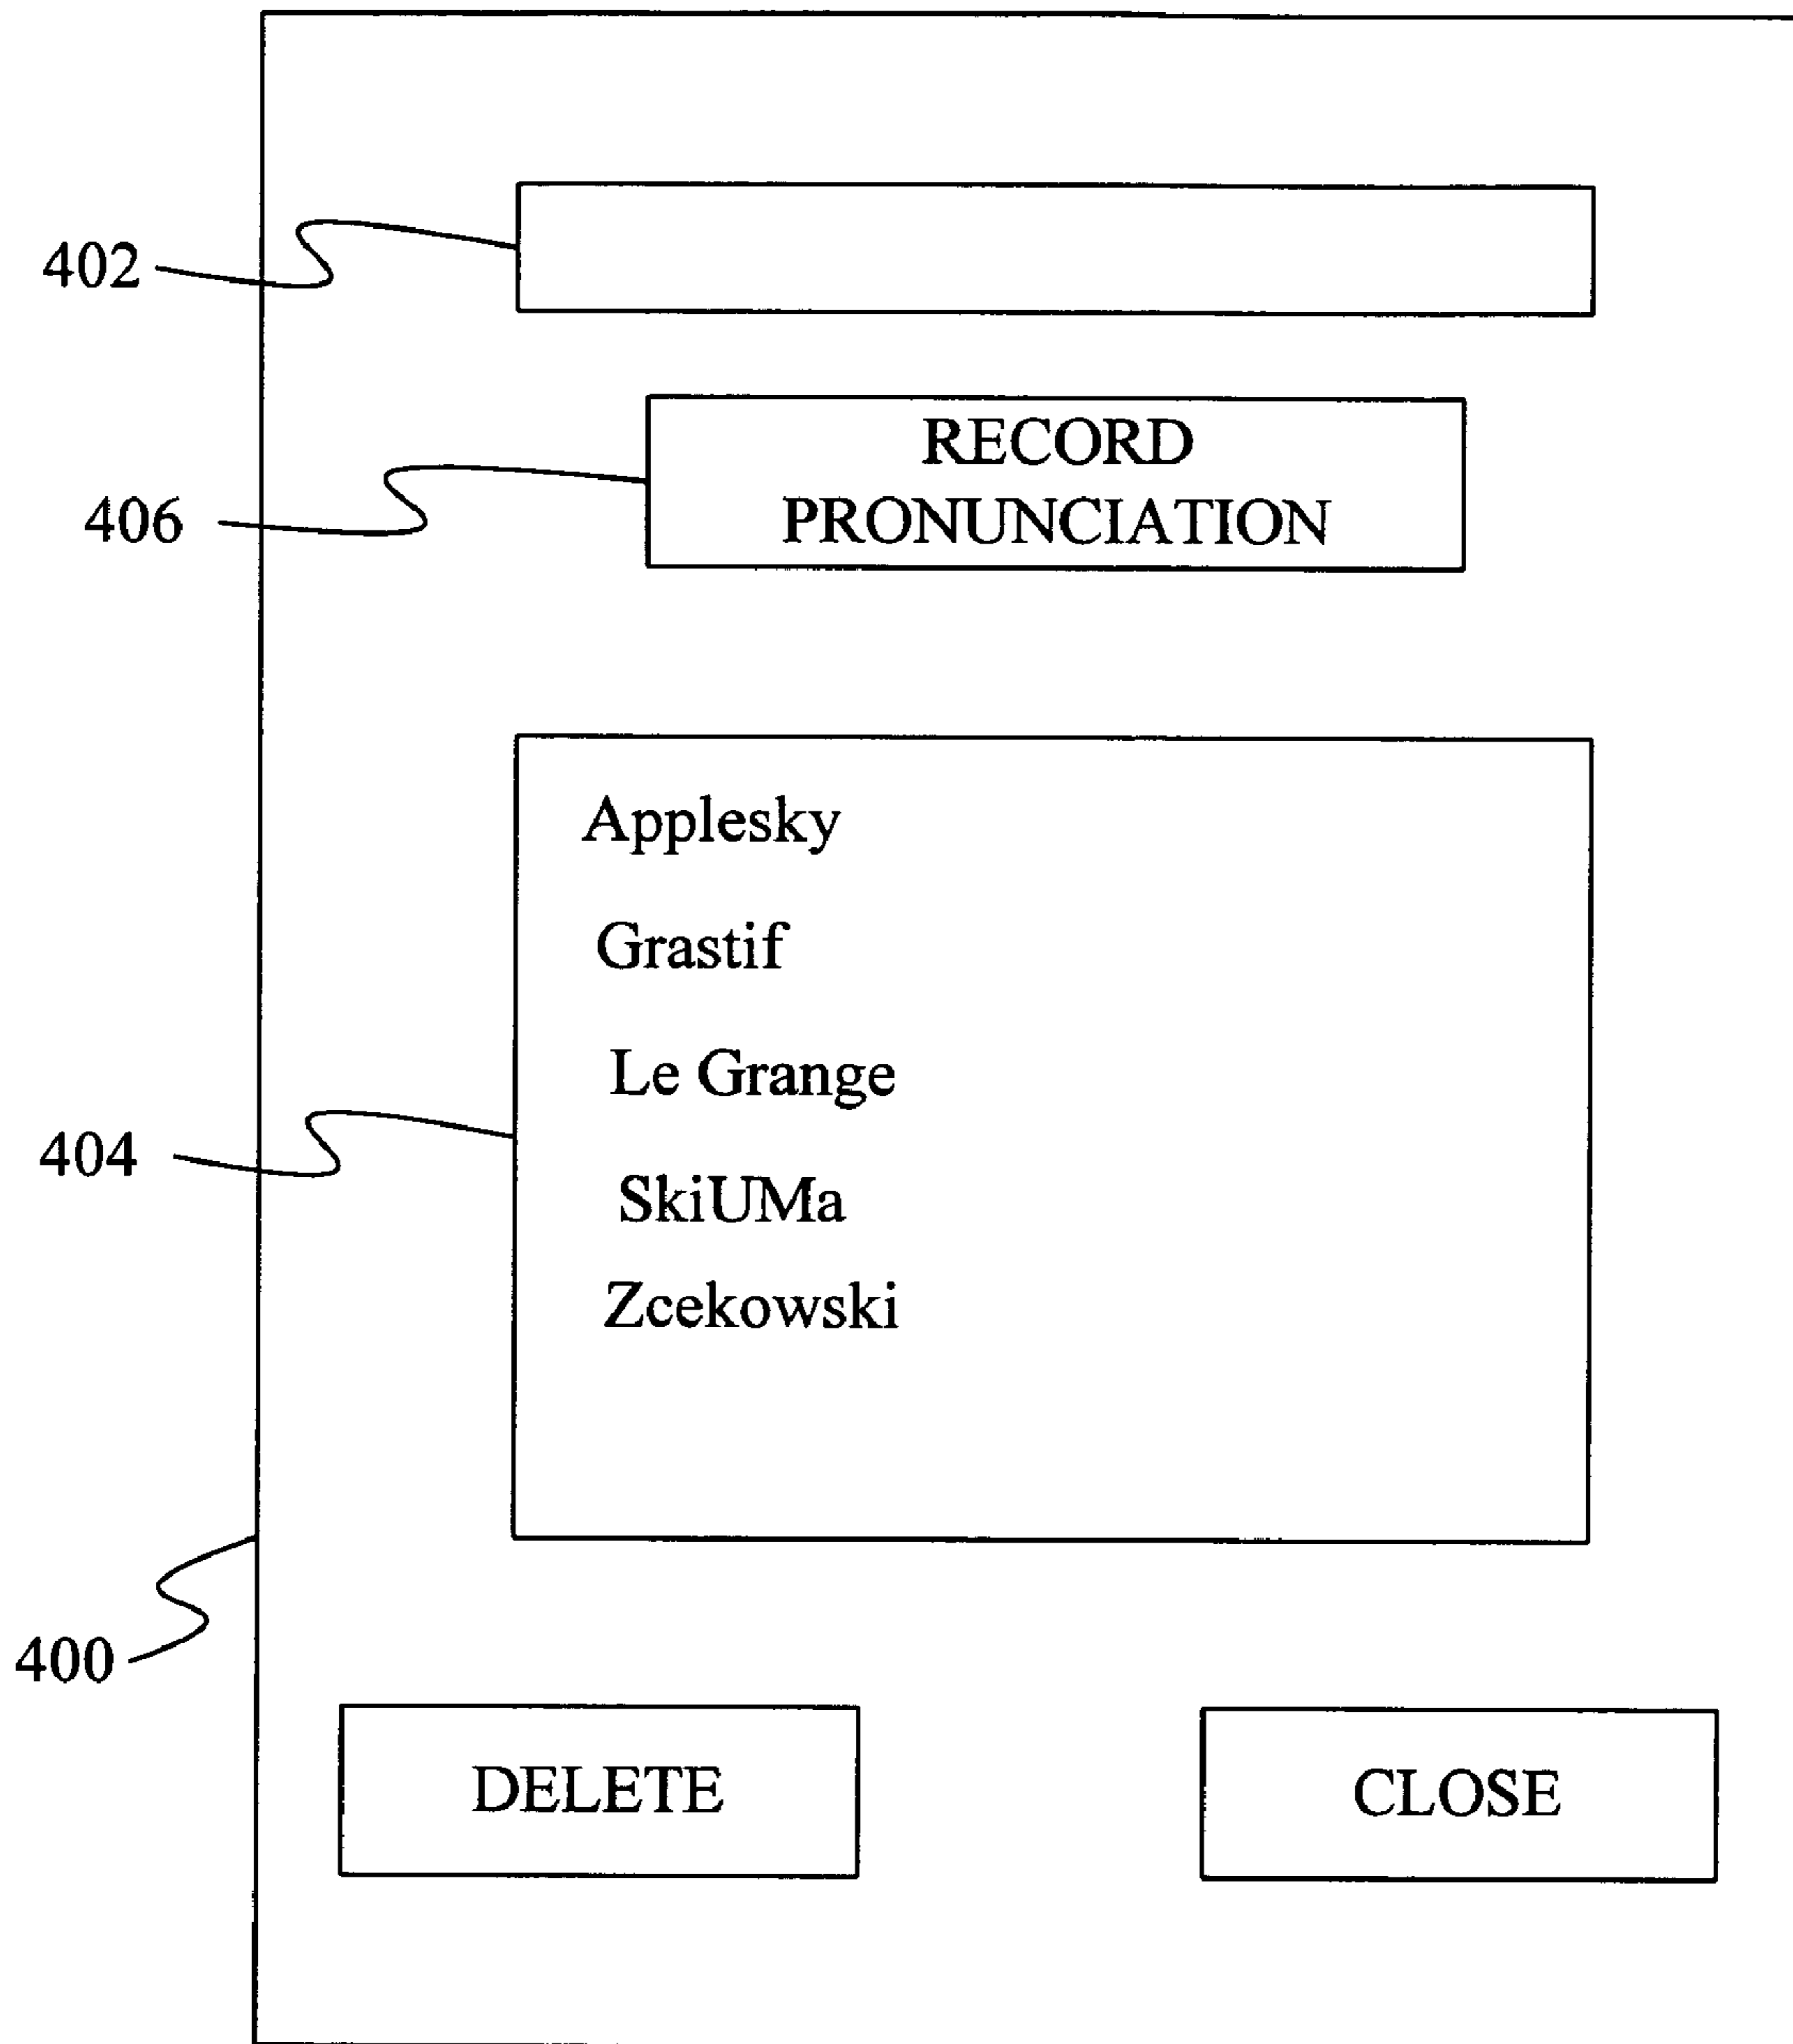 402
RECORD
PRONUNCIATION
406
Applesky
Grastif
Le Grange
404
SkiUMa
Zcekowski
400
DELETE
CLOSE